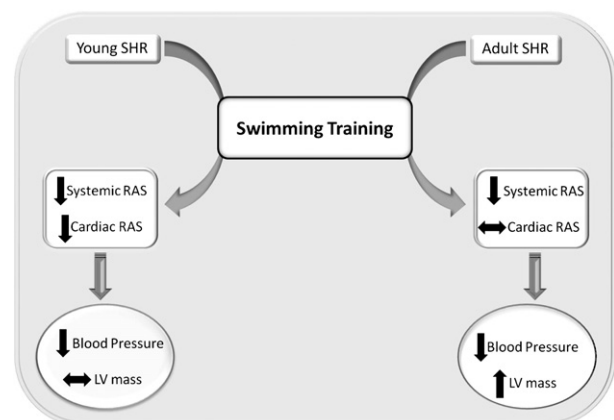 Young SHR
Adult SHR
Swimming Training
Systemic RAS
Cardiac RAS
Systemic RAS
Cardiac RAS
Blood Pressure
LV mass
Blood Pressure
LV mass